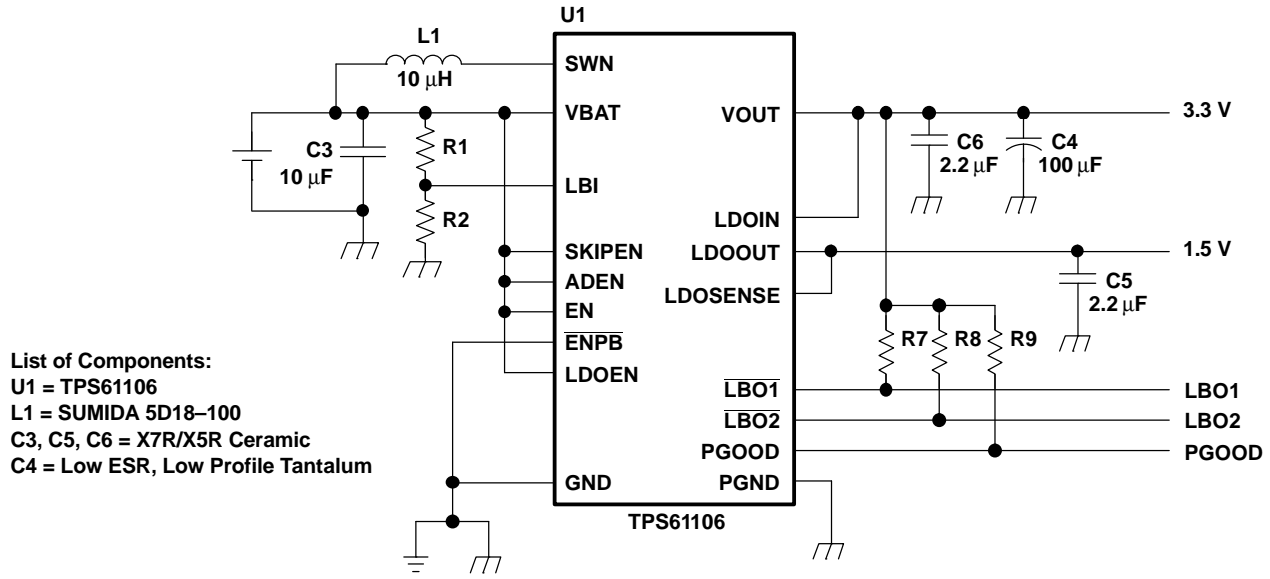 U1
L1
10 μH
SWN
VBAT
VOUT
3.3 V
C3
10 μF
R1
C6
2.2 μF
C4
100 μF
LBI
R2
LDOIN
SKIPEN
LDOOUT
1.5 V
ADEN
LDOSENSE
C5
2.2 μF
EN
ENPB
R7
R8
R9
LDOEN
LBO1
LBO1
LBO2
LBO2
PGOOD
PGOOD
GND
PGND
TPS61106
List of Components:
U1 = TPS61106
L1 = SUMIDA 5D18–100
C3, C5, C6 = X7R/X5R Ceramic
C4 = Low ESR, Low Profile Tantalum